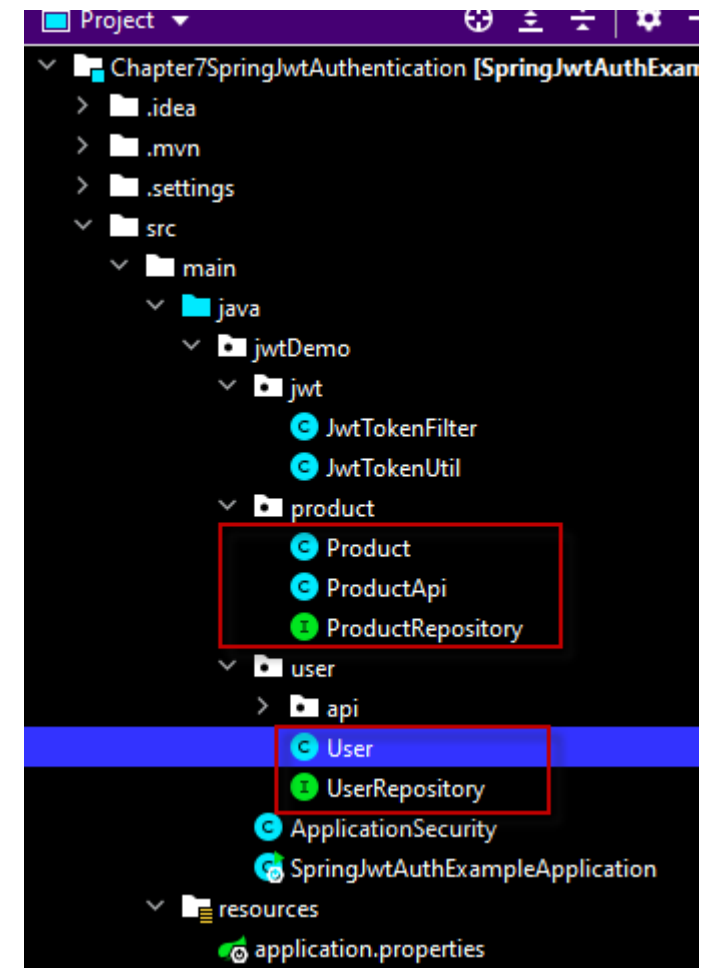 Project
Chapter7SpringJwtAuthentication [SpringJwtAuthExam
.idea
.mvn
.settings
src
main
java
jwtDemo
jwt
C JwtTokenFilter
C JwtTokenUtil
product
C Product
C ProductApi
I ProductRepository
user
api
C User
I UserRepository
C ApplicationSecurity
SpringJwtAuthExampleApplication
resources
application.properties